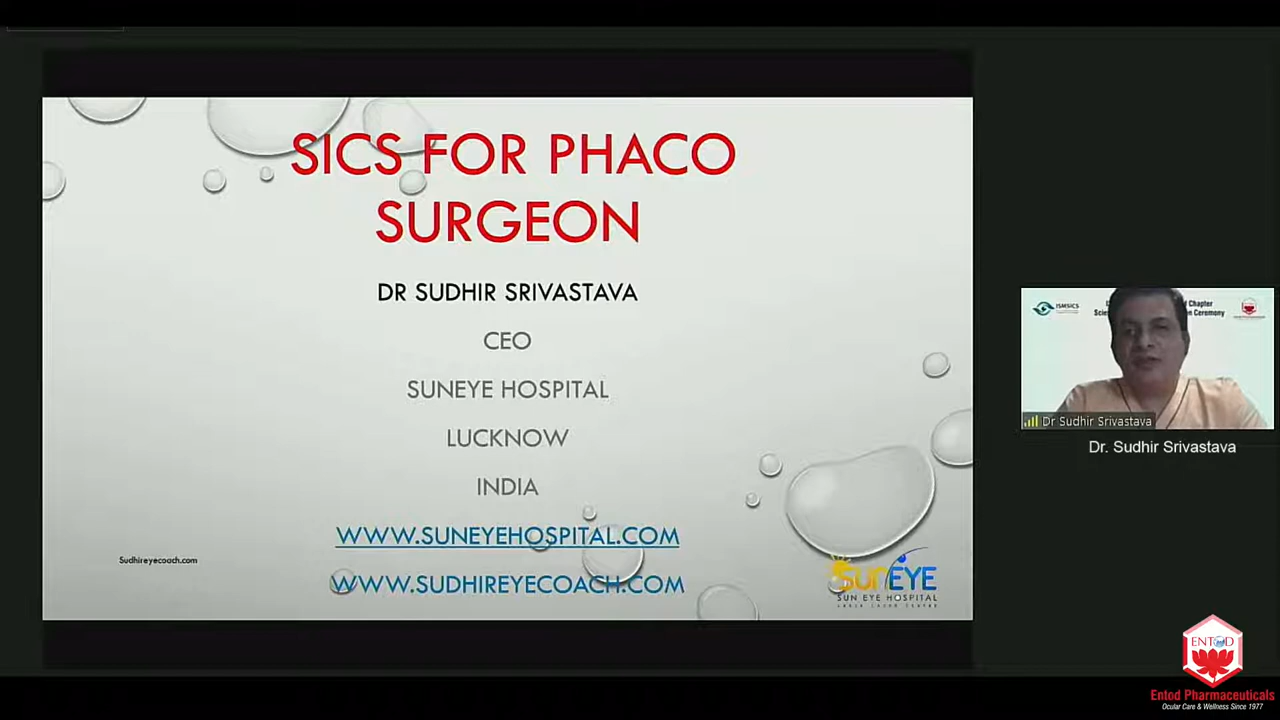 SICS FOR PHACO
SURGEON
DR SUDHIR SRIVASTAVA
CEO
SUNEYE HOSPITAL
LUCKNOW
INDIA
WWW.SUNEYEHOSPITAL.COM
WWW.SUDHIREYECOACH.COM
Sudhireyecoach.com
SUNEYE
SUN EYE HOSPITAL
ISMSICS
Chapter
Ceremony
Dr Sudhir Srivastava
Dr. Sudhir Srivastava
ENTOD
Entod Pharmaceuticals
Ocular Care & Wellness Since 1977